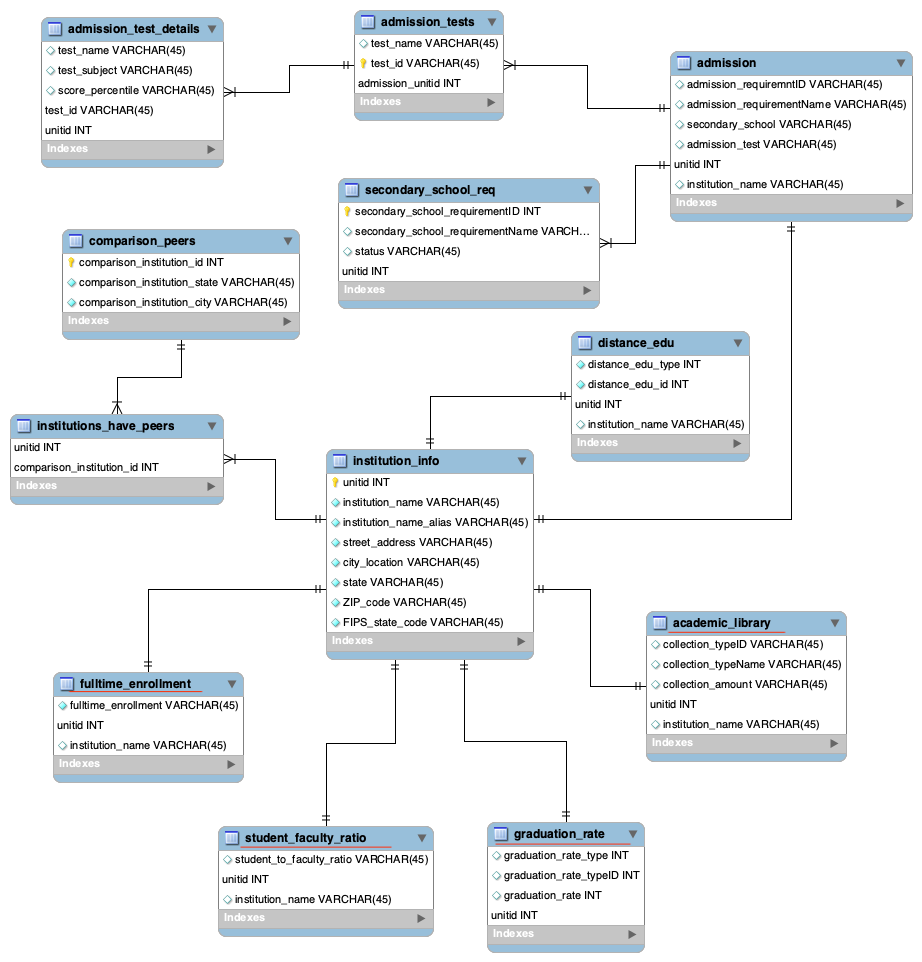 admission_test_details
test_name VARCHAR(45)
test_subject VARCHAR(45)
score_percentile VARCHAR(45)
test_id VARCHAR(45)
unitid INT
Indexes
admission_tests
test_name VARCHAR(45)
test_id VARCHAR(45)
admission_unitid INT
Indexes
admission
admission_requiremntID VARCHAR(45)
admission_requirementName VARCHAR(45)
secondary_school VARCHAR(45)
admission_test VARCHAR(45)
unitid INT
institution_name VARCHAR(45)
Indexes
secondary_school_req
secondary_school_requirementID INT
secondary_school_requirementName VARCH...
status VARCHAR(45)
unitid INT
Indexes
comparison_peers
comparison_institution_id INT
comparison_institution_state VARCHAR(45)
comparison_institution_city VARCHAR(45)
Indexes
distance_edu
distance_edu_type INT
distance_edu_id INT
unitid INT
institution_name VARCHAR(45)
Indexes
institutions_have_peers
unitid INT
comparison_institution_id INT
Indexes
institution_info
unitid INT
institution_name VARCHAR(45)
institution_name_alias VARCHAR(45)
street_address VARCHAR(45)
city_location VARCHAR(45)
state VARCHAR(45)
ZIP_code VARCHAR(45)
FIPS_state_code VARCHAR(45)
Indexes
academic_library
collection_typeID VARCHAR(45)
collection_typeName VARCHAR(45)
collection_amount VARCHAR(45)
unitid INT
institution_name VARCHAR(45)
Indexes
fulltime_enrollment
fulltime_enrollment VARCHAR(45)
unitid INT
institution_name VARCHAR(45)
Indexes
student_faculty_ratio
student_to_faculty_ratio VARCHAR(45)
unitid INT
institution_name VARCHAR(45)
Indexes
graduation_rate
graduation_rate_type INT
graduation_rate_typeID INT
graduation_rate INT
unitid INT
Indexes